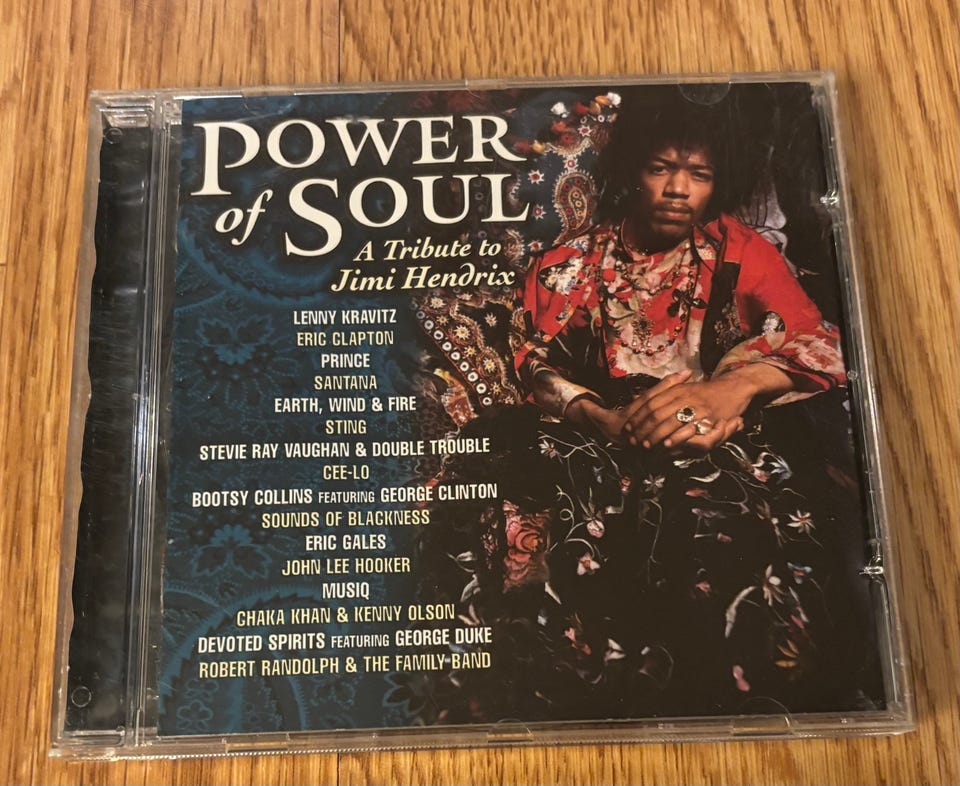 POWER
of SOUL
A Tribute to
Jimi Hendrix
LENNY KRAVITZ
ERIC CLAPTON
PRINCE
SANTANA
EARTH, WIND & FIRE
STING
STEVIE RAY VAUGHAN & DOUBLE TROUBLE
CEE-LO
BOOTSY COLLINS FEATURING GEORGE CLINTON
SOUNDS OF BLACKNESS
ERIC GALES
JOHN LEE HOOKER
MUSIQ
CHAKA KHAN & KENNY OLSON
DEVOTED SPIRITS FEATURING GEORGE DUKE
ROBERT RANDOLPH & THE FAMILY BAND